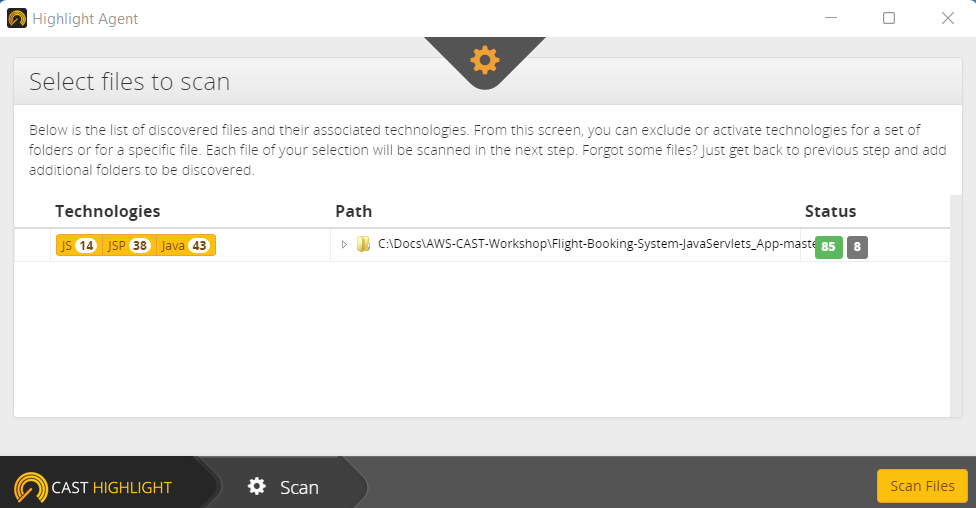 Highlight Agent
Select files to scan
Below is the list of discovered files and their associated technologies. From this screen, you can exclude or activate technologies for a set of
folders or for a specific file. Each file of your selection will be scanned in the next step. Forgot some files? Just get back to previous step and add
additional folders to be discovered.
Technologies Path Status
JS 14 JSP 38 Java 43 C:\Docs\AWS-CAST-Workshop\Flight-Booking-System-JavaServlets_App-maste 85 8
CAST HIGHLIGHT Scan Scan Files